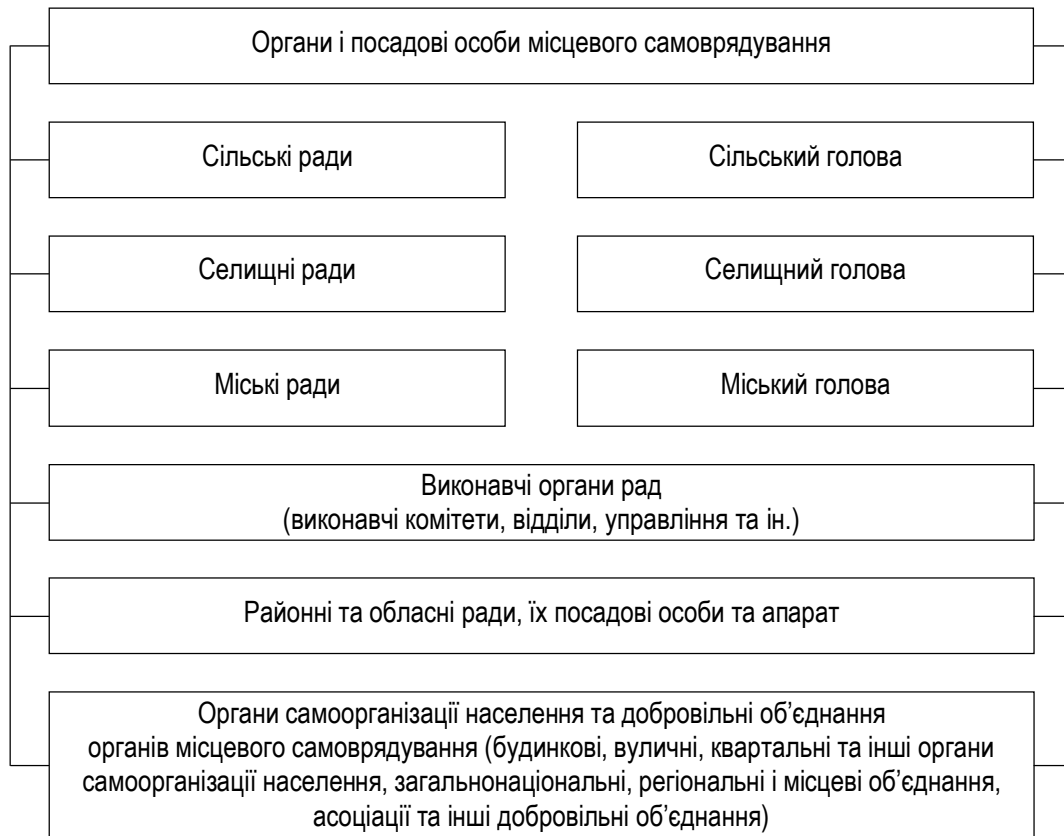 Органи і посадові особи місцевого самоврядування
Сільські ради
Сільський голова
Селищні ради
Селищний голова
Міські ради
Міський голова
Виконавчі органи рад
(виконавчі комітети, відділи, управління та ін.)
Районні та обласні ради, їх посадові особи та апарат
Органи самоорганізації населення та добровільні об’єднання
органів місцевого самоврядування (будинкові, вуличні, квартальні та інші органи
самоорганізації населення, загальнонаціональні, регіональні і місцеві об’єднання,
асоціації та інші добровільні об’єднання)